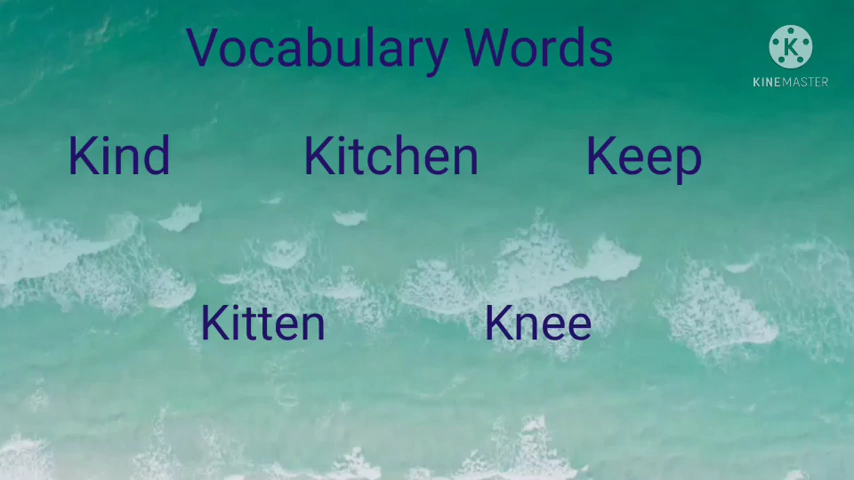 Vocabulary Words
K
KINEMASTER
Kind Kitchen Keep
Kitten Knee